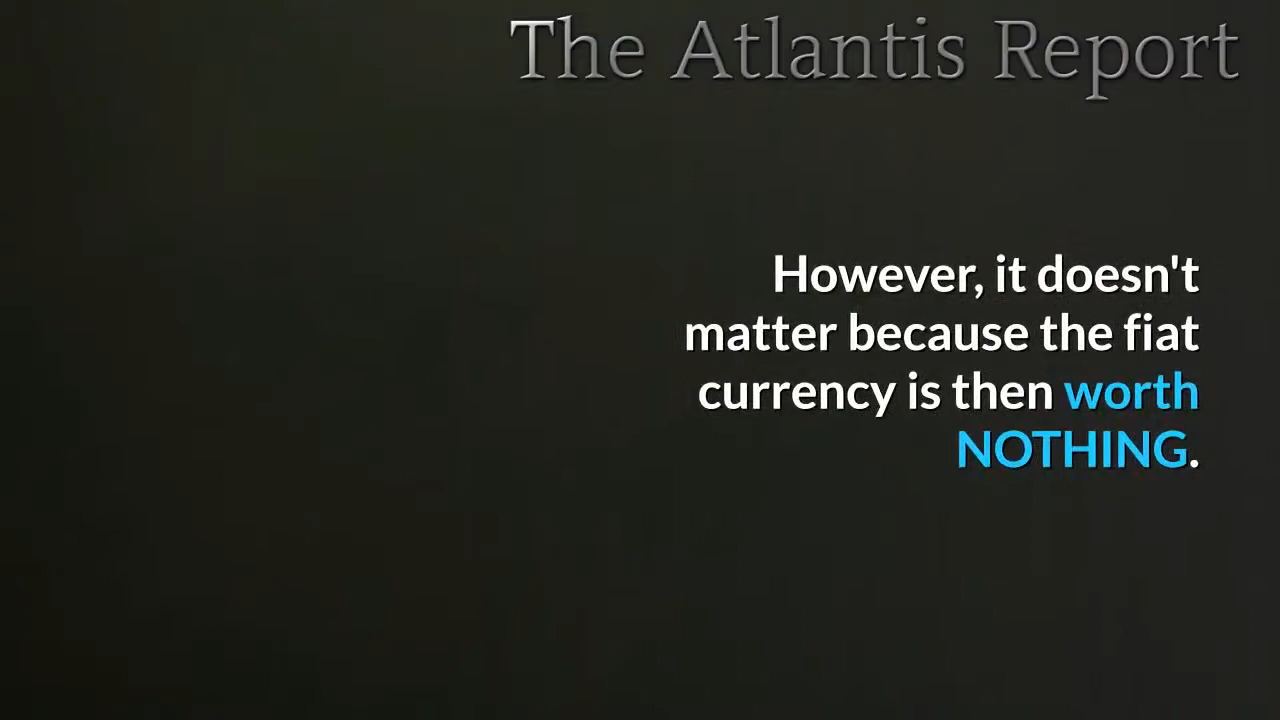 The Atlantis Report
However, it doesn't
matter because the fiat
currency is then worth
NOTHING.